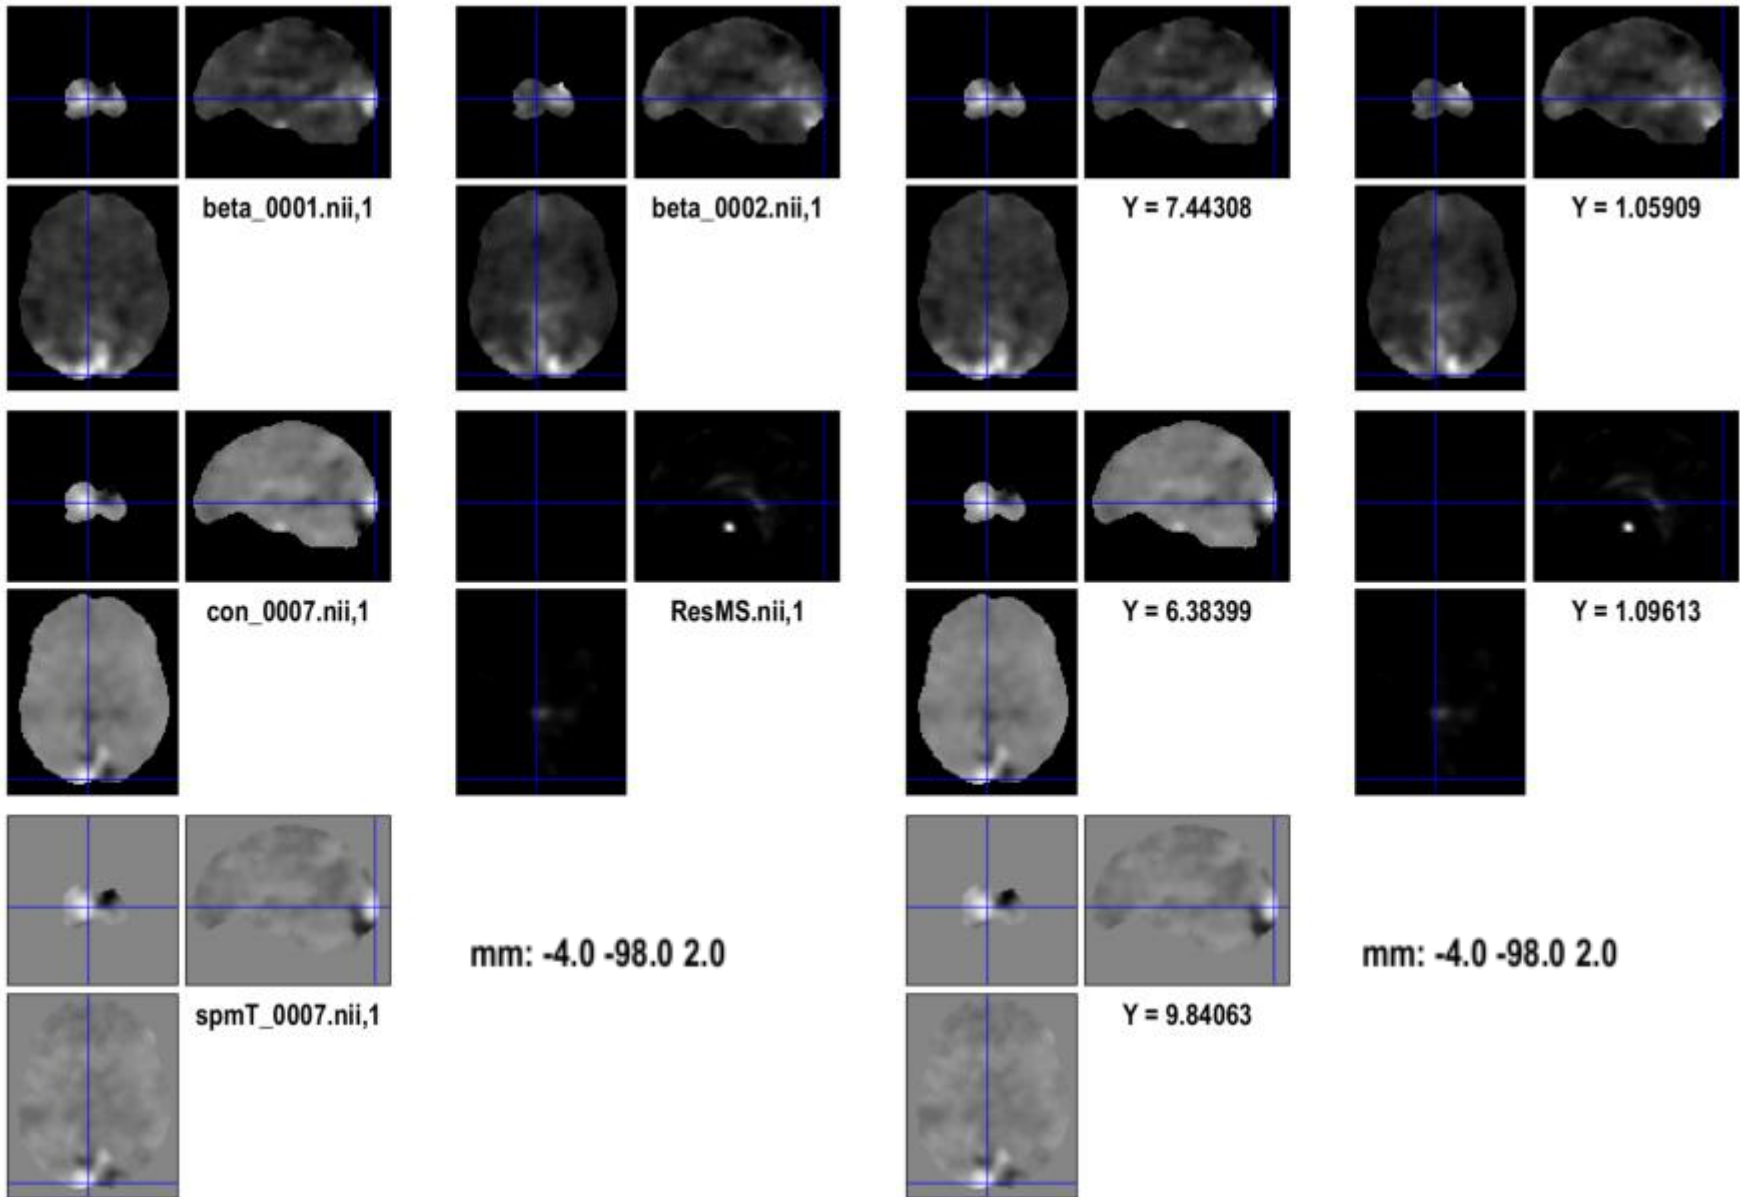 beta_0001.nii,1
beta_0002.nii,1
Y = 7.44308
Y = 1.05909
con_0007.nii,1
ResMS.nii,1
Y = 6.38399
Y = 1.09613
mm: -4.0 -98.0 2.0
mm: -4.0 -98.0 2.0
spmT_0007.nii,1
Y = 9.84063